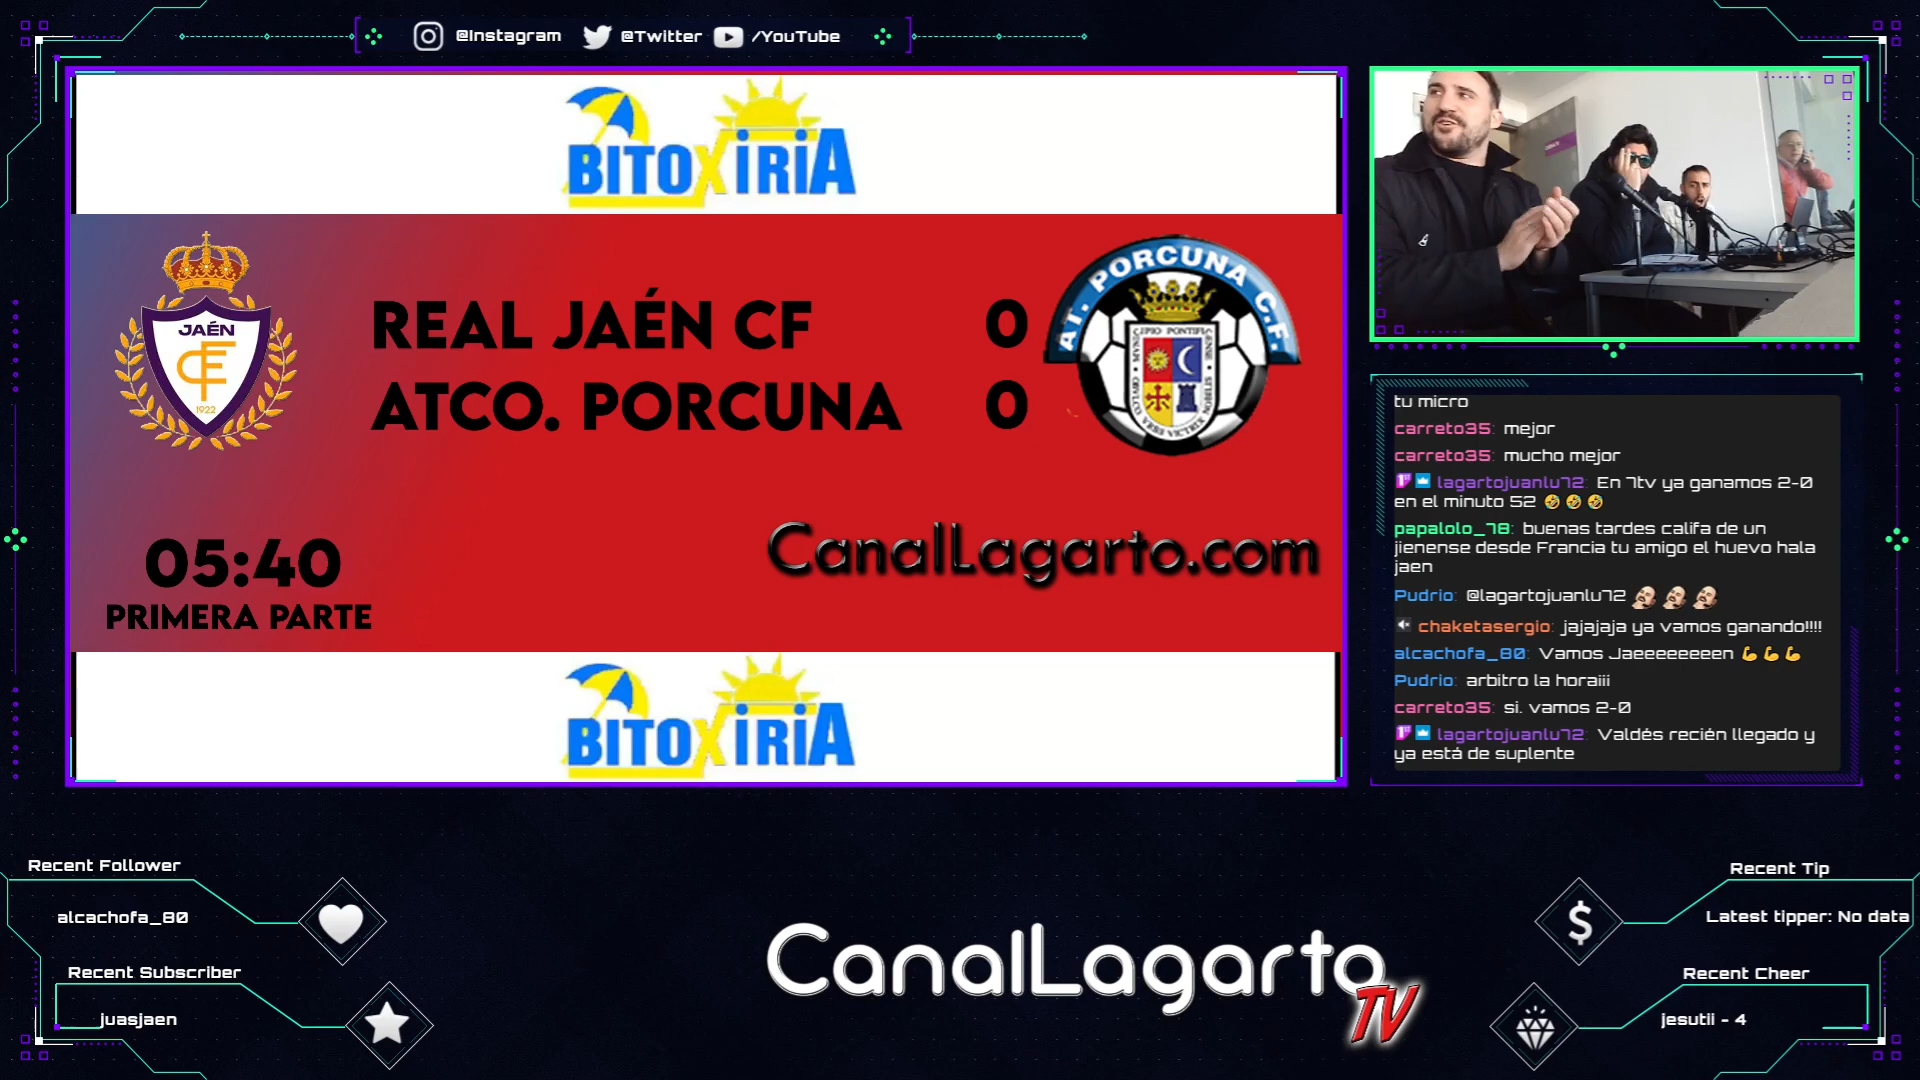 @Instagram @Twitter /YouTube
BITOXIRIA
JAÉN
CF
1922
REAL JAÉN CF 0
ATCO. PORCUNA 0
AT. PORCUNA C.F.
05:40
PRIMERA PARTE
CanalLagarto.com
BITOXIRIA
tu micro
carreto35: mejor
carreto35: mucho mejor
lagartojuanlu72: En 7tv ya ganamos 2-0
en el minuto 52 🤣 🤣 🤣
papalolo_78: buenas tardes califa de un
jienense desde Francia tu amigo el huevo hala
jaen
Pudrio: @lagartojuanlu72
chaketasergio: jajajaja ya vamos ganando!!!!
alcachofa_80: Vamos Jaeeeeeeeen 💪 💪 💪
Pudrio: arbitro la horaiii
carreto35: si. vamos 2-0
lagartojuanlu72: Valdés recién llegado y
ya está de suplente
Recent Follower
alcachofa_80
Recent Subscriber
juasjaen
CanalLagarto
TV
Recent Tip
Latest tipper: No data
Recent Cheer
jesutii - 4